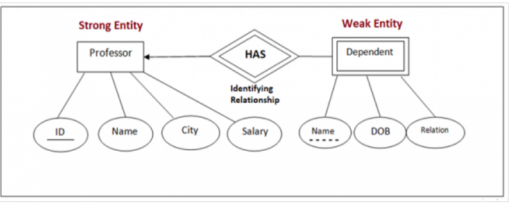 Strong Entity
Weak Entity
Professor
HAS
Dependent
Identifying
Relationship
ID
Name
City
Salary
Name
DOB
Relation